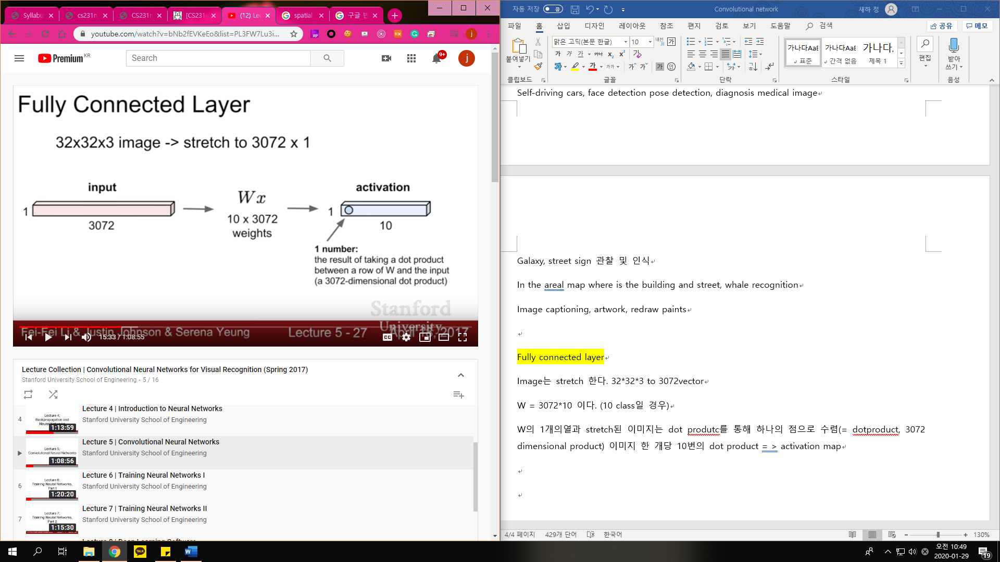 Syllabu
cs231n
CS231n
[CS231
(12) Le
spatial
구글 번
youtube.com/watch?v=bNb2fEVKeEo&list=PL3FW7Lu3i...
Premium KR
Search
9+
j
Fully Connected Layer
32x32x3 image -> stretch to 3072 x 1
input
1
3072
Wx
10 x 3072
weights
activation
1
10
1 number:
the result of taking a dot product
between a row of W and the input
(a 3072-dimensional dot product)
Stanford
University
Fei-Fei Li & Justin Johnson & Serena Yeung
Lecture 5 - 27
April 18, 2017
15:33 / 1:08:55
Lecture Collection | Convolutional Neural Networks for Visual Recognition (Spring 2017)
Stanford University School of Engineering - 5 / 16
4
Lecture 4:
Backpropagation and
Neural Networks
1:13:59
Lecture 4 | Introduction to Neural Networks
Stanford University School of Engineering
Lecture 5:
Convolutional Neural Networks
1:08:56
Lecture 5 | Convolutional Neural Networks
Stanford University School of Engineering
6
Lecture 6:
Training Neural Networks,
Part I
1:20:20
Lecture 6 | Training Neural Networks I
Stanford University School of Engineering
7
Lecture 7:
Training Neural Networks,
Part 2
1:15:30
Lecture 7 | Training Neural Networks II
Stanford University School of Engineering
자동 저장 끔
Convolutional network
새하 정
파일 홈 삽입 디자인 레이아웃 참조 편지 검토 보기 도움말 검색
공유
메모
붙여넣기
클립보드
맑은 고딕(본문 한글)
10
글꼴
단락
가나다AaB
표준
가나다AaB
간격 없음
가나다
제목 1
스타일
편집
받아
쓰기
음성
Self-driving cars, face detection pose detection, diagnosis medical image
Galaxy, street sign 관찰 및 인식
In the areal map where is the building and street, whale recognition
Image captioning, artwork, redraw paints
Fully connected layer
Image는 stretch 한다. 32*32*3 to 3072vector
W = 3072*10 이다. (10 class일 경우)
W의 1개의열과 stretch된 이미지는 dot produtc를 통해 하나의 점으로 수렴(= dotproduct, 3072
dimensional product) 이미지 한 개당 10번의 dot product = > activation map
4/4 페이지
429개 단어
한국어
130%
오전 10:49
2020-01-29
19